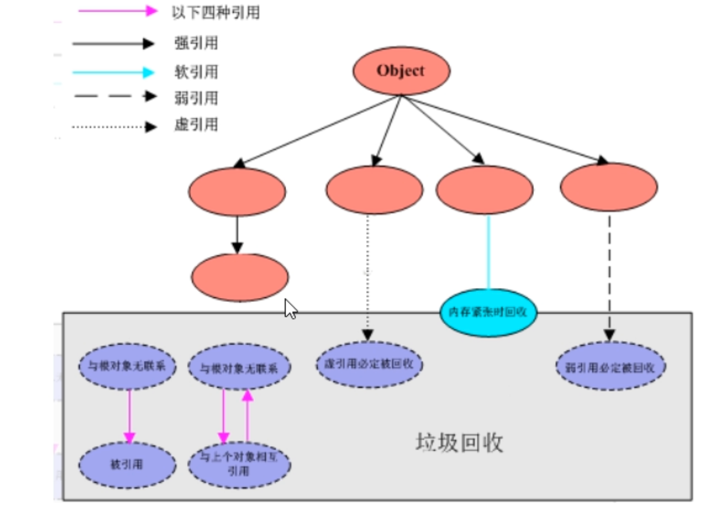 以下四种引用
强引用
软引用
弱引用
虚引用
Object
内存紧张时回收
与根对象无联系
与根对象无联系
虚引用必定被回收
弱引用必定被回收
垃圾回收
被引用
与上个对象相互
引用